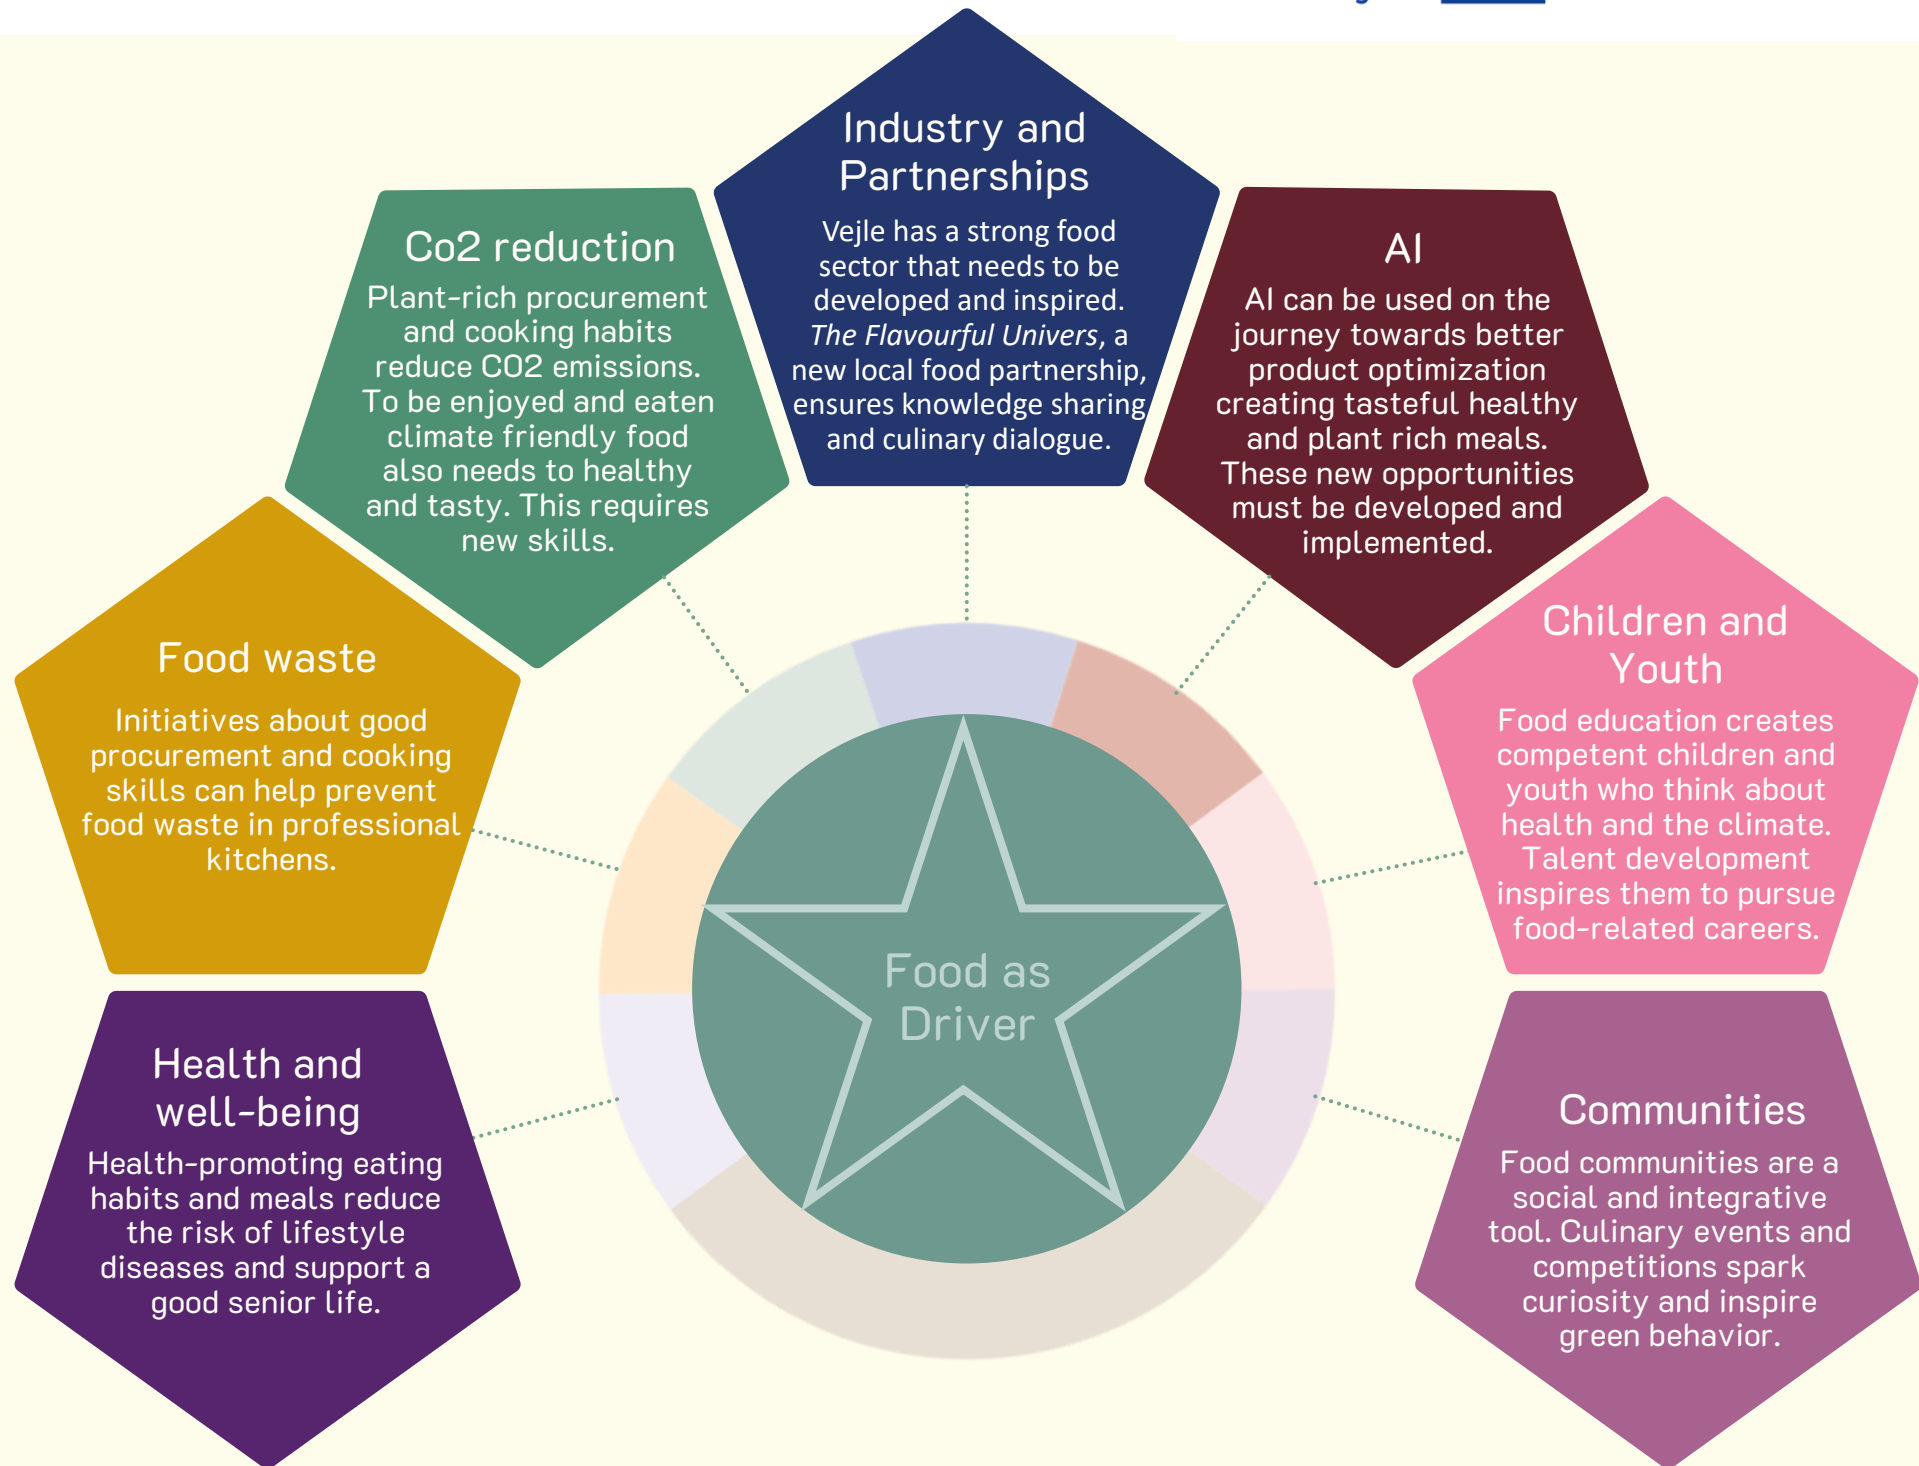 Industry and
Partnerships
Vejle has a strong food
sector that needs to be
developed and inspired.
The Flavourful Univers, a
new local food partnership,
ensures knowledge sharing
and culinary dialogue.
Co2 reduction
Plant-rich procurement
and cooking habits
reduce CO2 emissions.
To be enjoyed and eaten
climate friendly food
also needs to healthy
and tasty. This requires
new skills.
AI
AI can be used on the
journey towards better
product optimization
creating tasteful healthy
and plant rich meals.
These new opportunities
must be developed and
implemented.
Food waste
Initiatives about good
procurement and cooking
skills can help prevent
food waste in professional
kitchens.
Children and
Youth
Food education creates
competent children and
youth who think about
health and the climate.
Talent development
inspires them to pursue
food-related careers.
Food as
Driver
Health and
well-being
Health-promoting eating
habits and meals reduce
the risk of lifestyle
diseases and support a
good senior life.
Communities
Food communities are a
social and integrative
tool. Culinary events and
competitions spark
curiosity and inspire
green behavior.